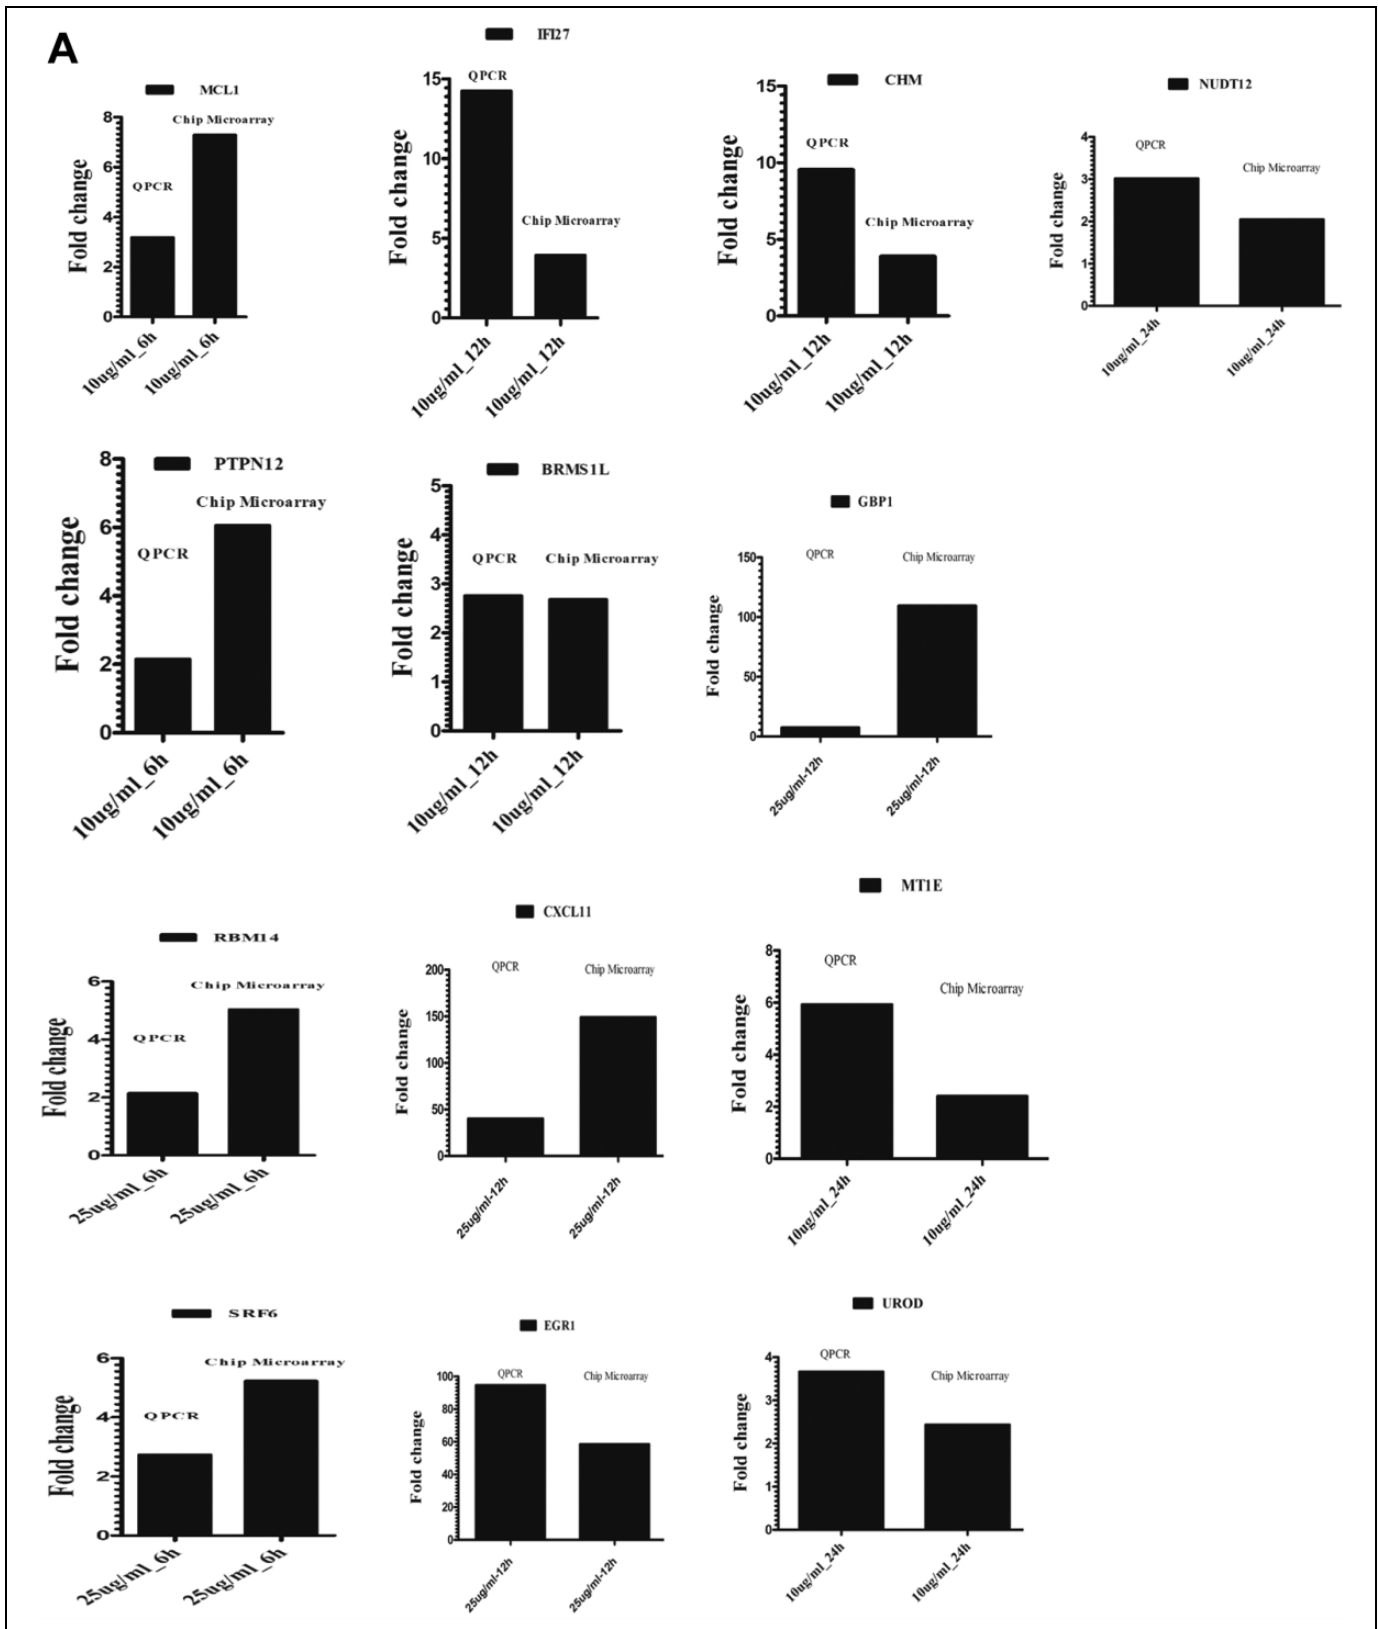 A
MCL1
Chip Microarray
QPCR
Fold change
8
6
4
2
0
10ug/ml_6h
10ug/ml_6h
IFI27
QPCR
Chip Microarray
Fold change
15
10
5
0
10ug/ml_12h
10ug/ml_12h
CHM
QPCR
Chip Microarray
Fold change
15
10
5
0
10ug/ml_12h
10ug/ml_12h
NUDT12
QPCR
Chip Microarray
Fold change
4
3
2
1
0
10ug/ml_24h
10ug/ml_24h
PTPN12
Chip Microarray
QPCR
Fold change
8
6
4
2
0
10ug/ml_6h
10ug/ml_6h
BRMS1L
QPCR
Chip Microarray
Fold change
5
4
3
2
1
0
10ug/ml_12h
10ug/ml_12h
GBP1
QPCR
Chip Microarray
Fold change
150
100
50
0
25ug/ml-12h
25ug/ml-12h
RBM14
Chip Microarray
QPCR
Fold change
6
4
2
0
25ug/ml_6h
25ug/ml_6h
CXCL11
QPCR
Chip Microarray
Fold change
200
150
100
50
0
25ug/ml-12h
25ug/ml-12h
MT1E
QPCR
Chip Microarray
Fold change
8
6
4
2
0
10ug/ml_24h
10ug/ml_24h
SRF6
Chip Microarray
QPCR
Fold change
6
4
2
0
25ug/ml_6h
25ug/ml_6h
EGR1
QPCR
Chip Microarray
Fold change
100
80
60
40
20
0
25ug/ml-12h
25ug/ml-12h
UROD
QPCR
Chip Microarray
Fold change
4
3
2
1
0
10ug/ml_24h
10ug/ml_24h